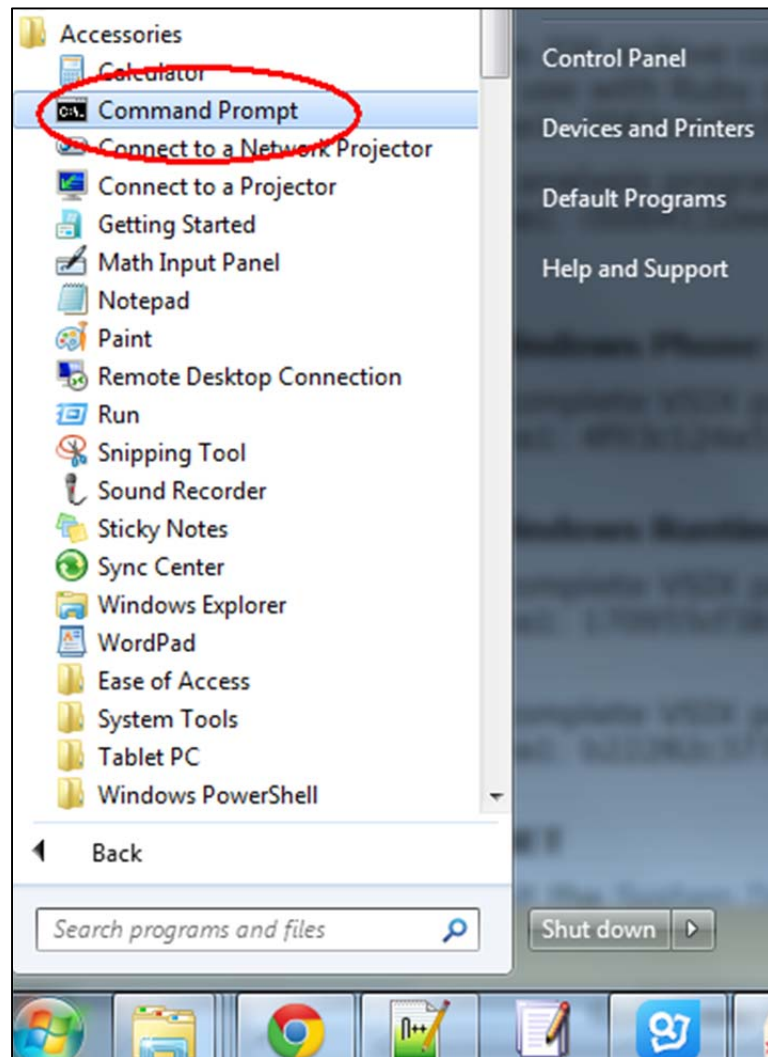 Accessories
Calculator
Command Prompt
Connect to a Network Projector
Connect to a Projector
Getting Started
Math Input Panel
Notepad
Paint
Remote Desktop Connection
Run
Snipping Tool
Sound Recorder
Sticky Notes
Sync Center
Windows Explorer
WordPad
Ease of Access
System Tools
Tablet PC
Windows PowerShell
Back
Search programs and files
Control Panel
Devices and Printers
Default Programs
Help and Support
Shut down